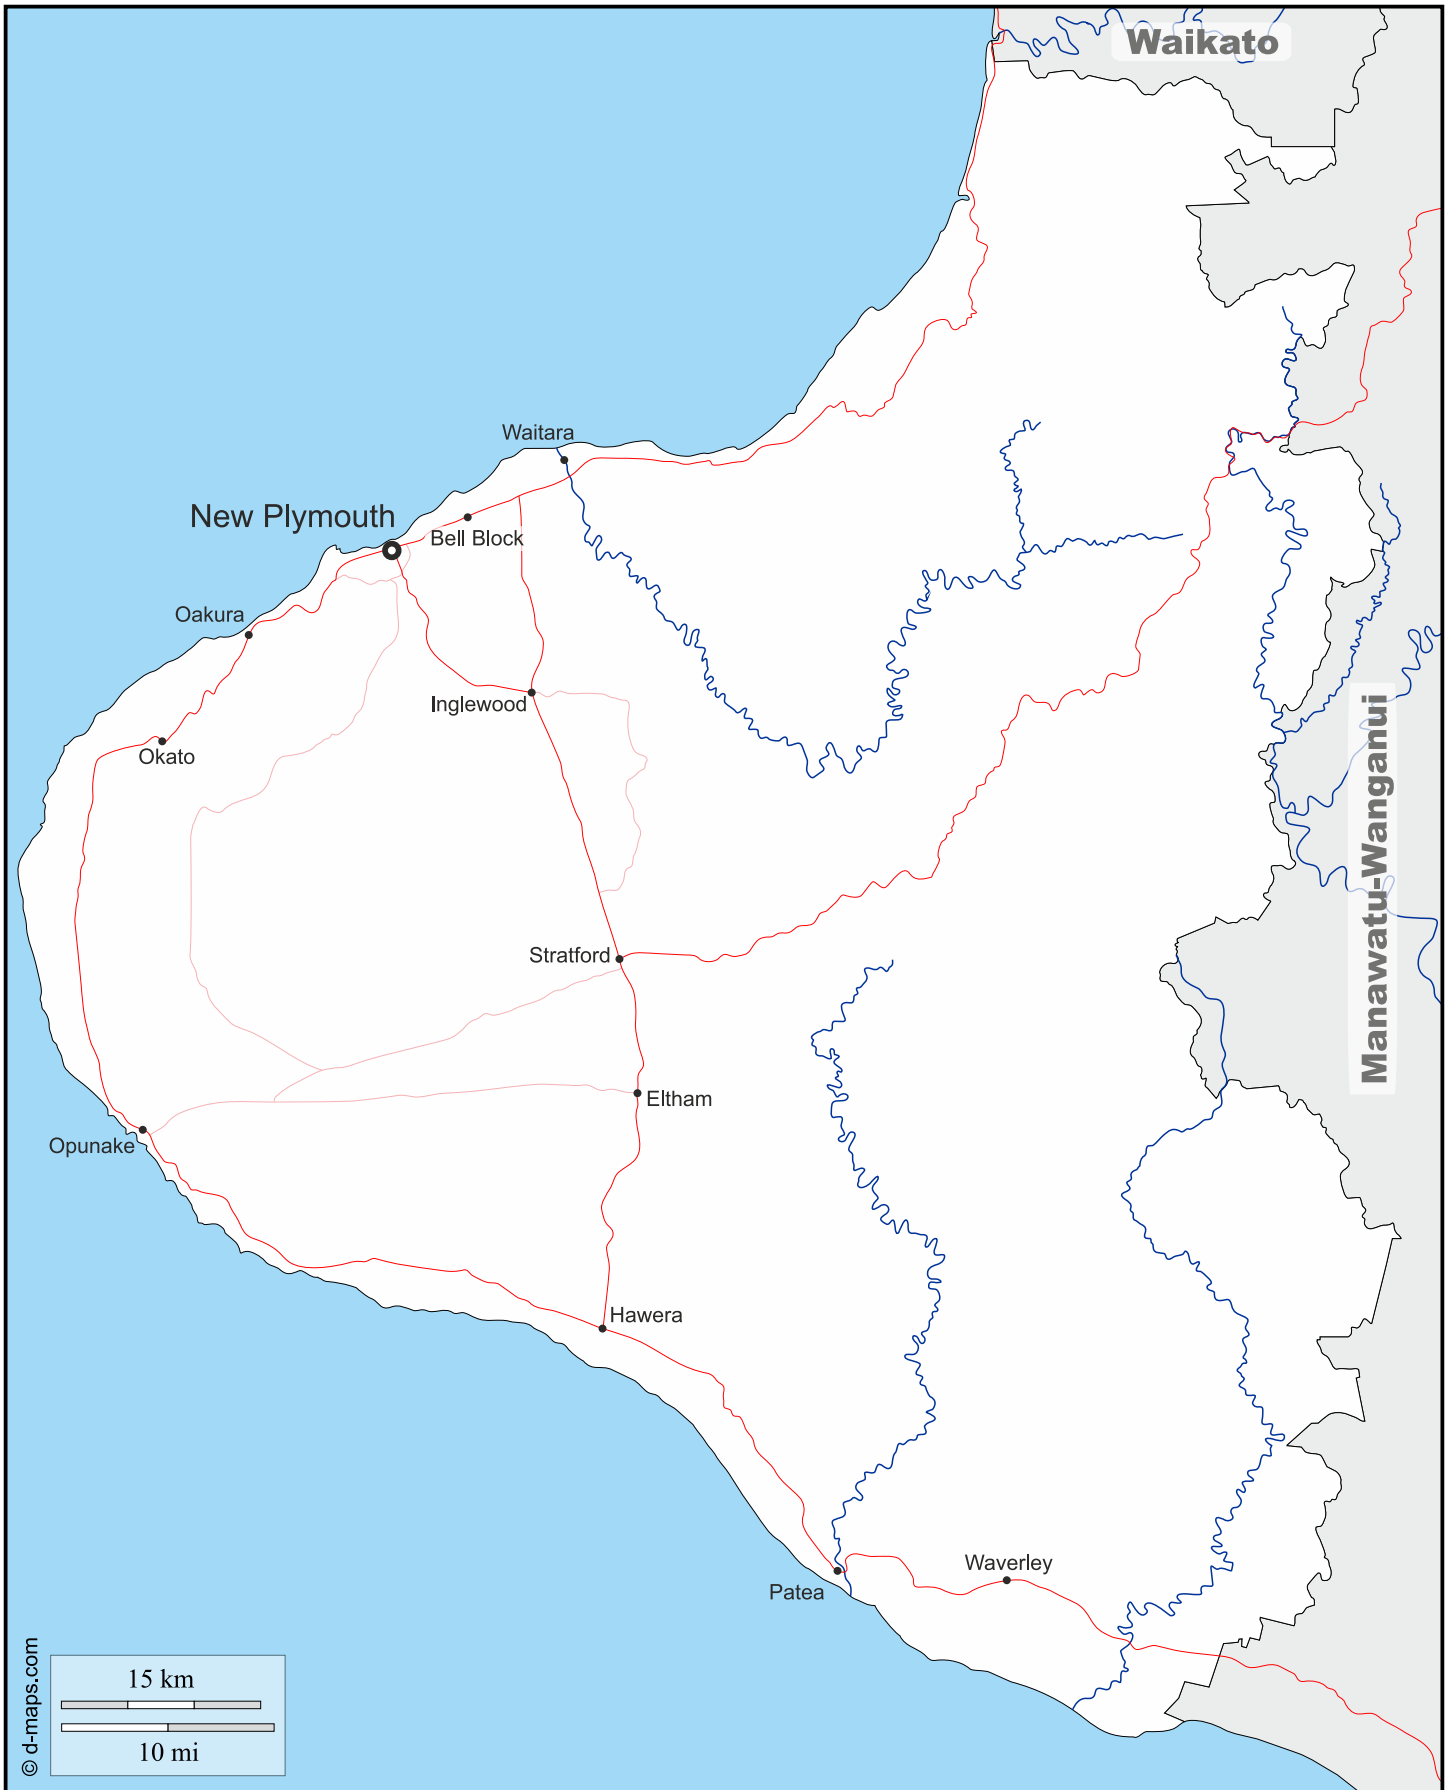 Waikato
Waitara
New Plymouth
Bell Block
Oakura
Inglewood
Okato
Manawatu-Wanganui
Stratford
Eltham
Opunake
Hawera
Waverley
Patea
15 km
10 mi
© d-maps.com